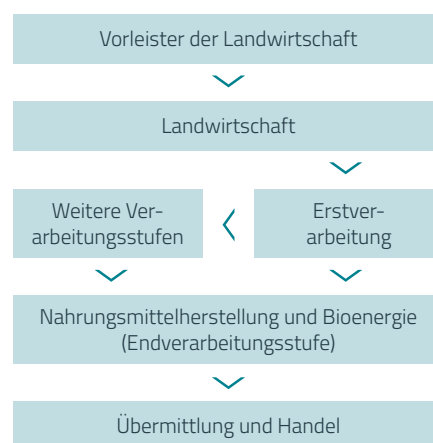 Vorleister der Landwirtschaft
Landwirtschaft
Weitere Ver-
arbeitungsstufen
Erstver-
arbeitung
Nahrungsmittelherstellung und Bioenergie
(Endverarbeitungsstufe)
Übermittlung und Handel